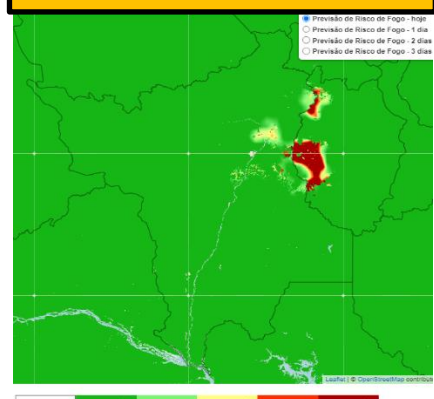 Previsão de Risco de Fogo - hoje
Previsão de Risco de Fogo - 1 dia
Previsão de Risco de Fogo - 2 dias
Previsão de Risco de Fogo - 3 dias
Leaflet | © OpenStreetMap contribut